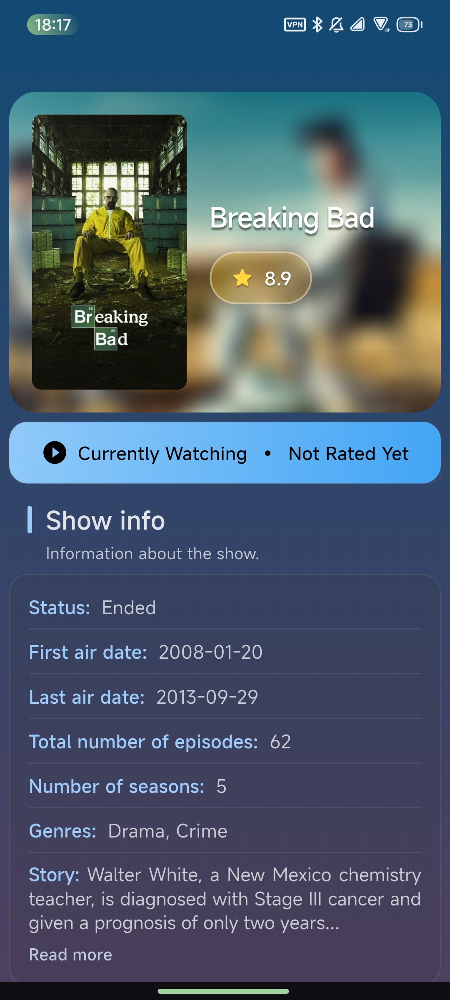 18:17
VPN
73
35
Breaking
56
Bad
Breaking Bad
8.9
Currently Watching • Not Rated Yet
Show info
Information about the show.
Status: Ended
First air date: 2008-01-20
Last air date: 2013-09-29
Total number of episodes: 62
Number of seasons: 5
Genres: Drama, Crime
Story: Walter White, a New Mexico chemistry
teacher, is diagnosed with Stage III cancer and
given a prognosis of only two years...
Read more